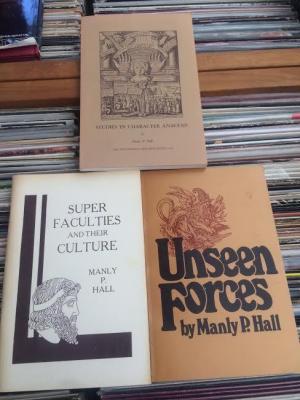 STUDIES IN CHARACTER ANALYSIS
Manly P. Hall
SUPER
FACULTIES
AND THEIR
CULTURE
MANLY
P.
HALL
Unseen
Forces
by Manly P. Hall